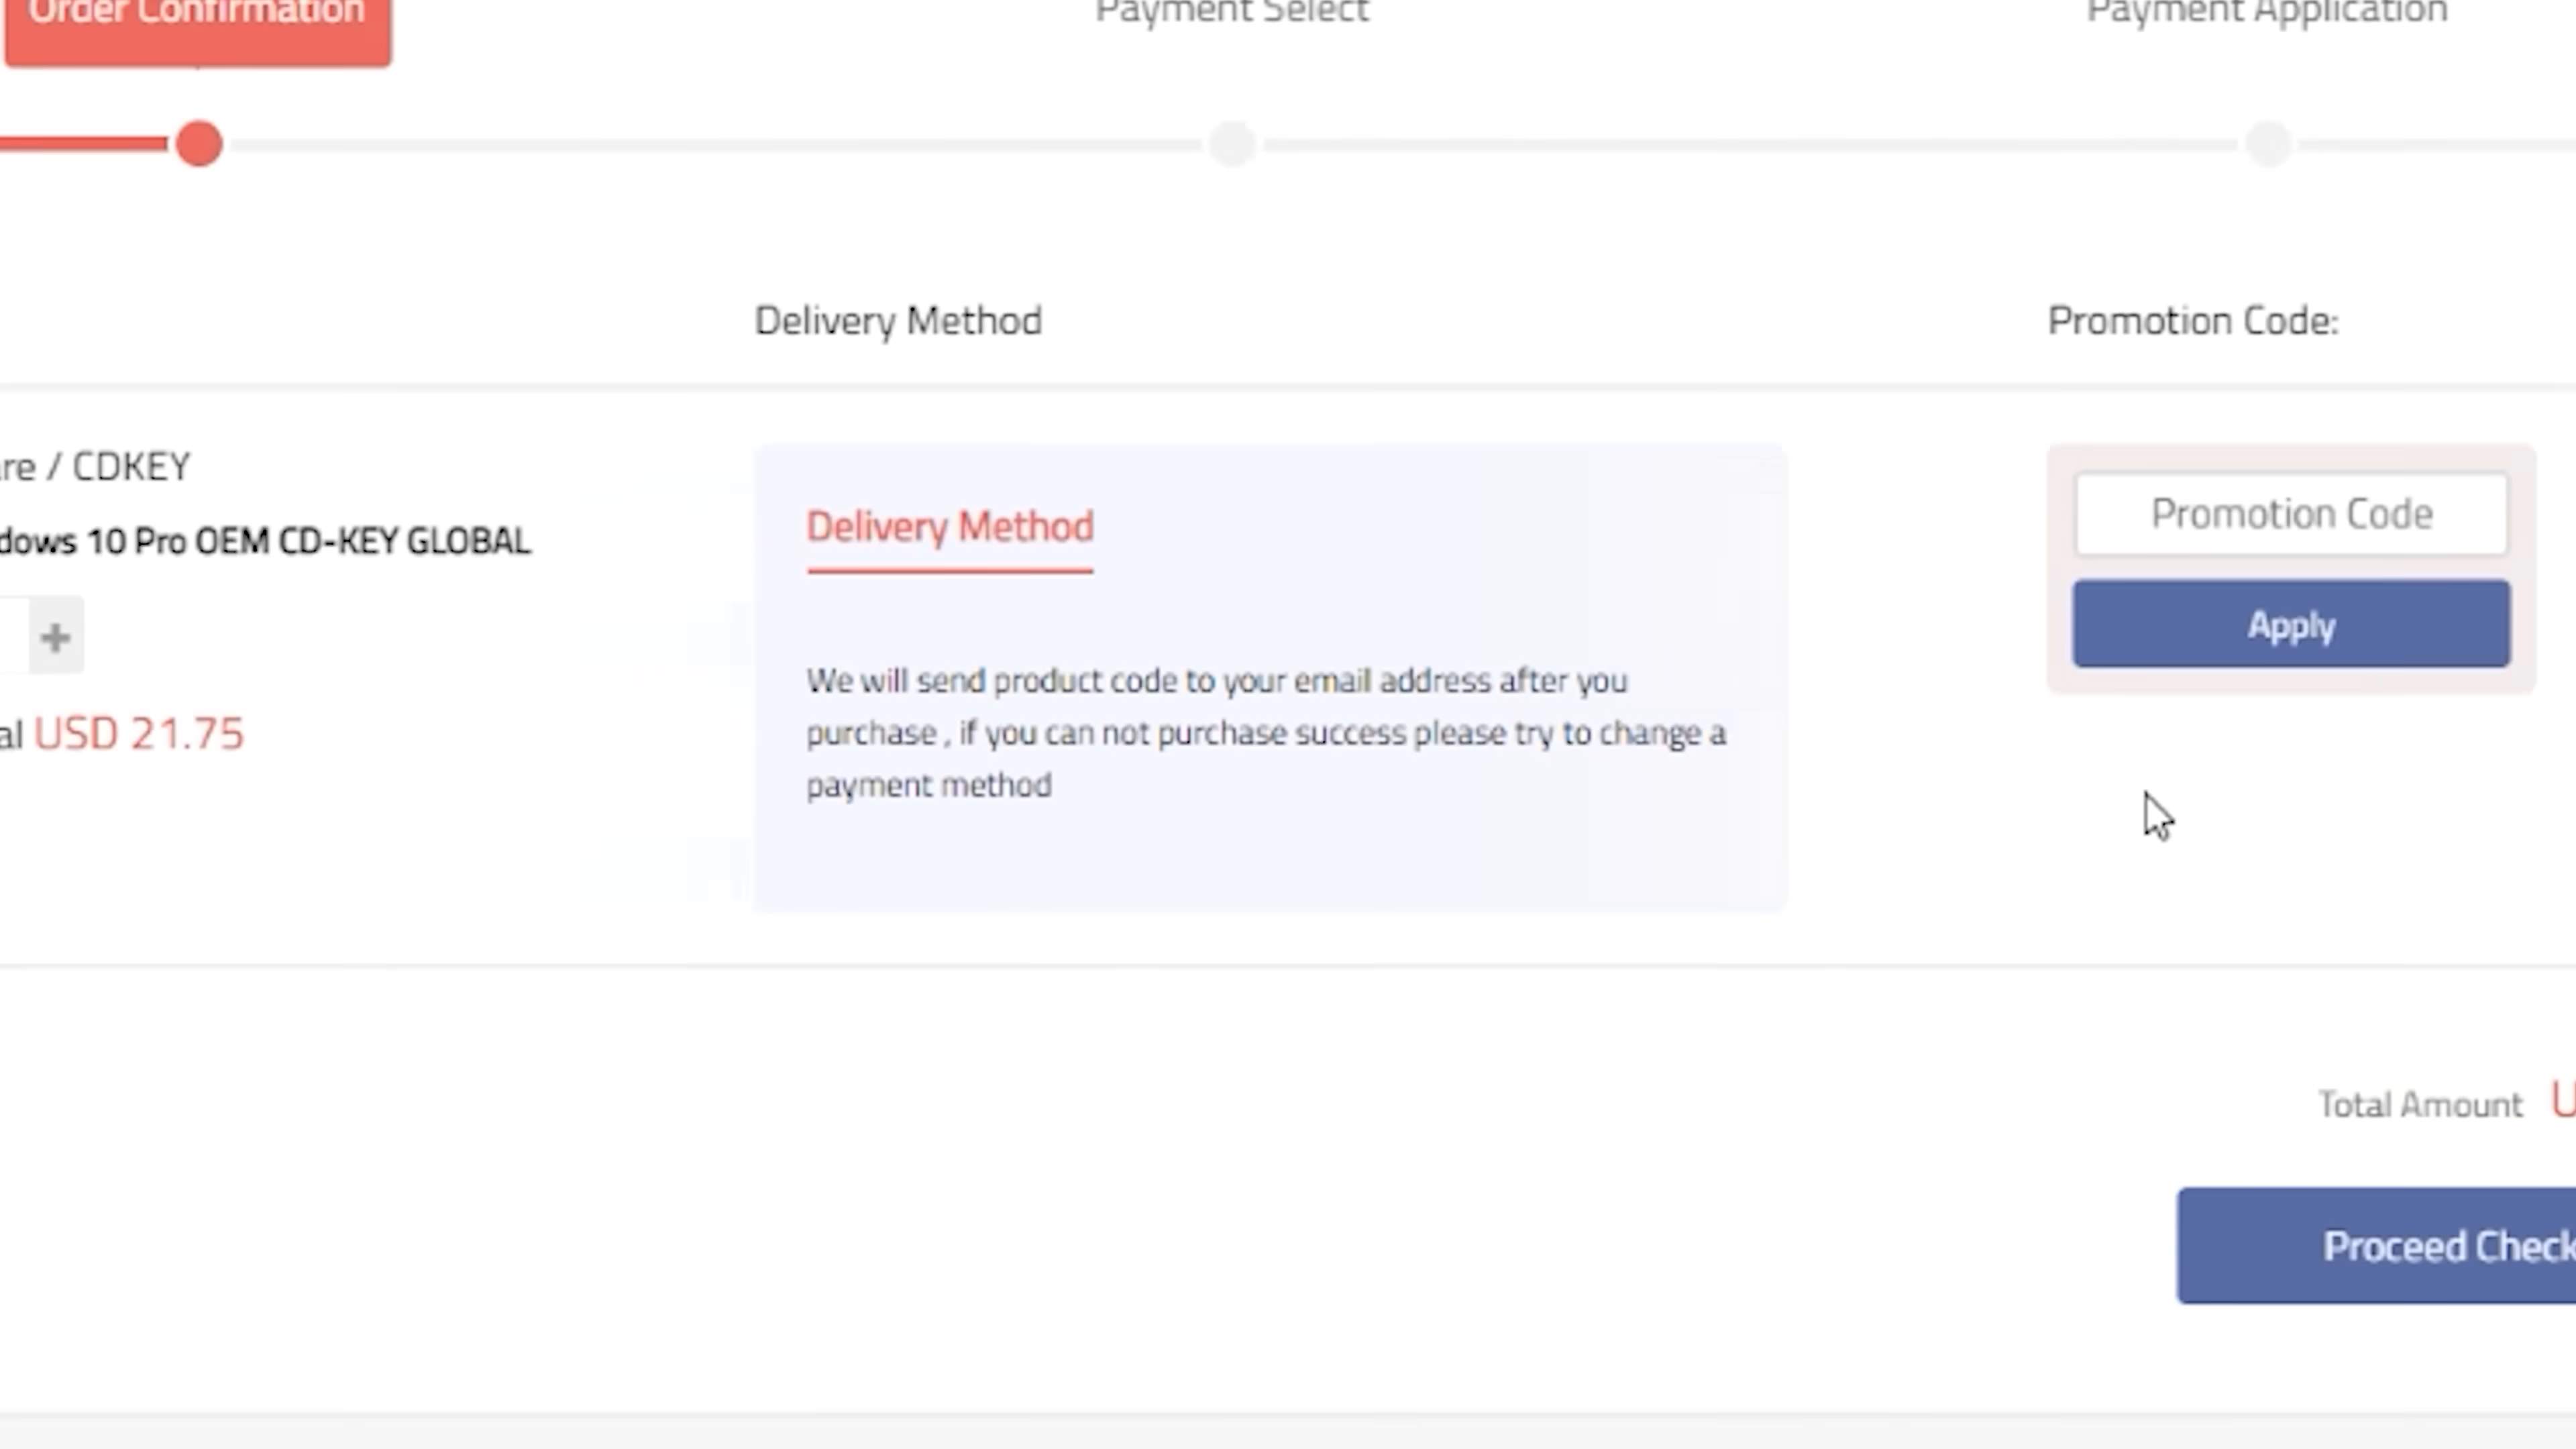 Order Confirmation
Payment Select
Payment Application
Delivery Method
Promotion Code:
re / CDKEY
dows 10 Pro OEM CD-KEY GLOBAL
+
al USD 21.75
Delivery Method
We will send product code to your email address after you
purchase , if you can not purchase success please try to change a
payment method
Promotion Code
Apply
Total Amount U
Proceed Check